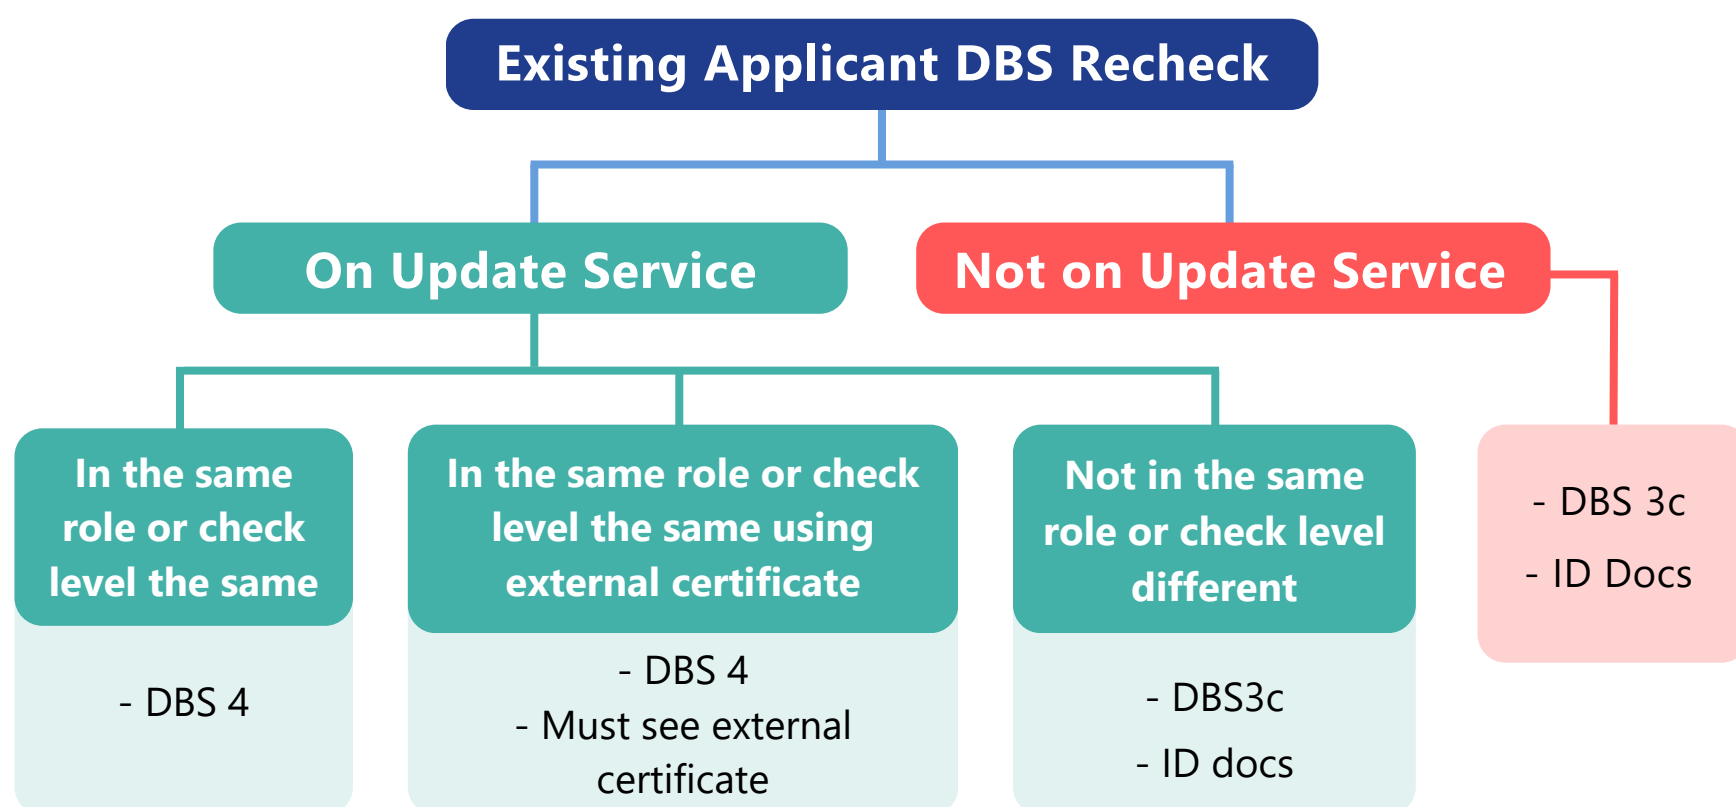 Existing Applicant DBS Recheck
On Update Service
Not on Update Service
In the same
role or check
level the same
- DBS 4
In the same role or check
level the same using
external certificate
- DBS 4
- Must see external
certificate
Not in the same
role or check level
different
- DBS3c
- ID docs
- DBS 3c
- ID Docs